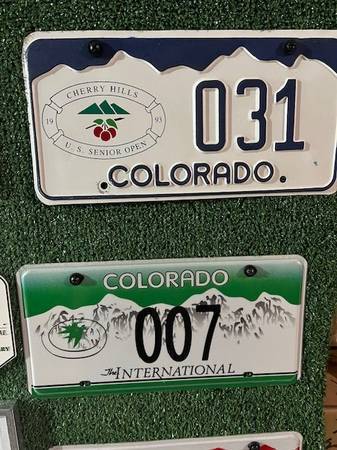 CHERRY HILLS
19 93
U. S. SENIOR OPEN
031
COLORADO
COLORADO
007
The INTERNATIONAL